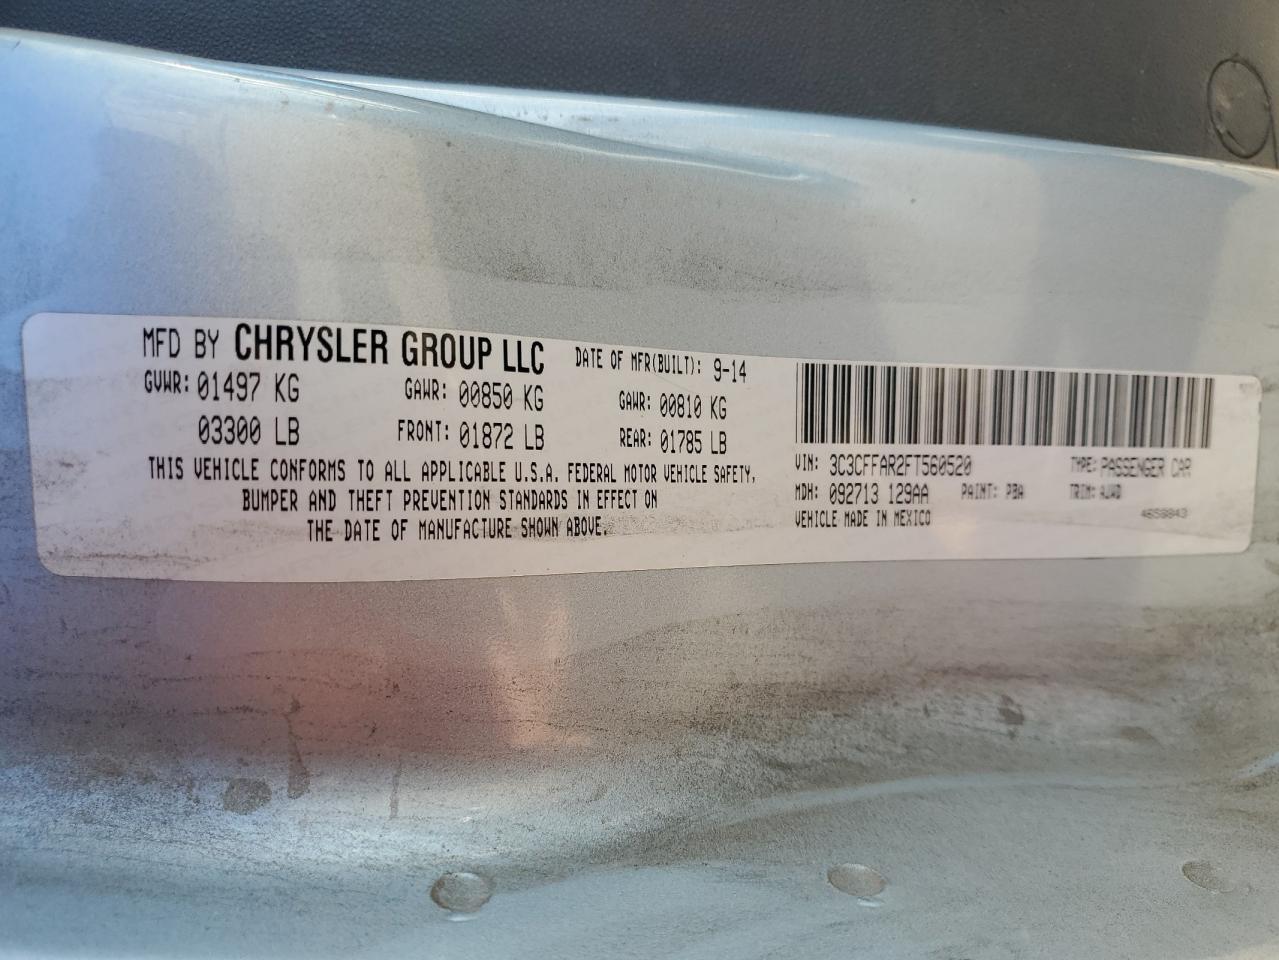 MFD BY CHRYSLER GROUP LLC DATE OF MFR(BUILT): 9-14
GVWR: 01497 KG GAWR: 00850 KG GAWR: 00810 KG
03300 LB FRONT: 01872 LB REAR: 01785 LB
THIS VEHICLE CONFORMS TO ALL APPLICABLE U.S.A. FEDERAL MOTOR VEHICLE SAFETY,
BUMPER AND THEFT PREVENTION STANDARDS IN EFFECT ON
THE DATE OF MANUFACTURE SHOWN ABOVE.
VIN: 3C3CFFAR2FT560520 TYPE: PASSENGER CAR
MDH: 092713 129AA PAINT: PBA TRIM: AJWD
VEHICLE MADE IN MEXICO